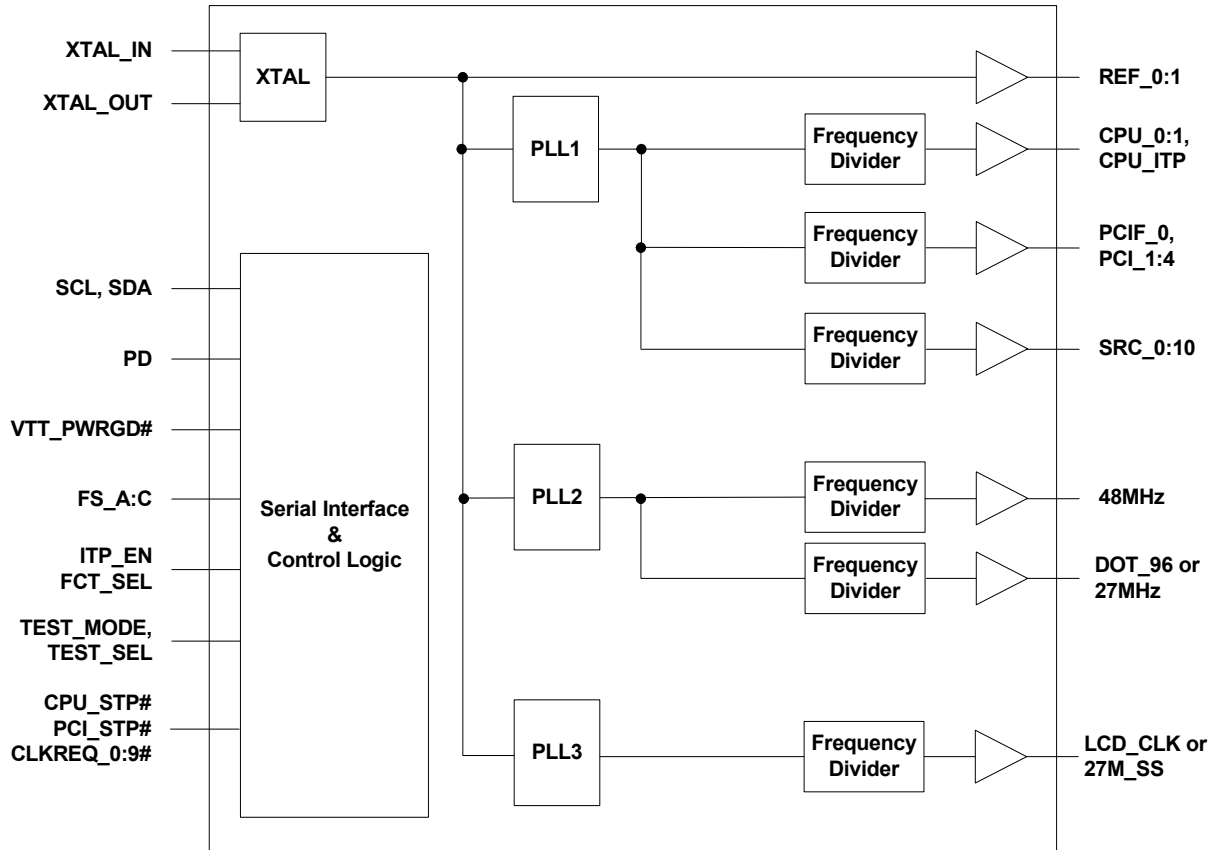 XTAL_IN
XTAL_OUT
XTAL
REF_0:1
PLL1
Frequency
Divider
CPU_0:1,
CPU_ITP
Frequency
Divider
PCIF_0,
PCI_1:4
Frequency
Divider
SRC_0:10
SCL, SDA
PD
VTT_PWRGD#
FS_A:C
ITP_EN
FCT_SEL
TEST_MODE,
TEST_SEL
CPU_STP#
PCI_STP#
CLKREQ_0:9#
Serial Interface
&
Control Logic
PLL2
Frequency
Divider
48MHz
Frequency
Divider
DOT_96 or
27MHz
PLL3
Frequency
Divider
LCD_CLK or
27M_SS